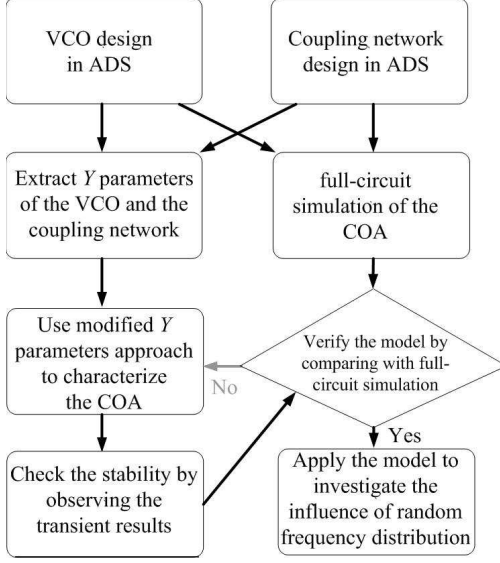 VCO design
in ADS
Coupling network
design in ADS
Extract Y parameters
of the VCO and the
coupling network
full-circuit
simulation of the
COA
Use modified Y
parameters approach
to characterize
the COA
Verify the model by
comparing with full-
circuit simulation
No
Yes
Check the stability by
observing the
transient results
Apply the model to
investigate the
influence of random
frequency distribution